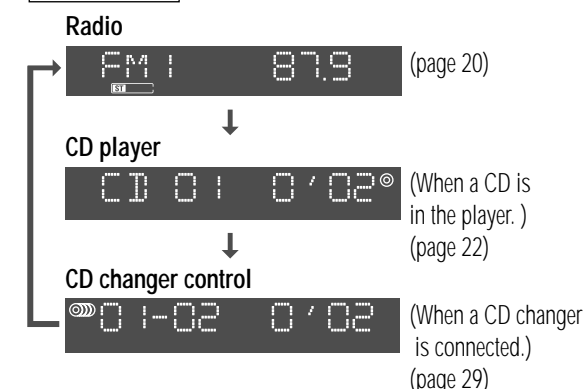 Radio
FM1 87.9
ST
(page 20)
CD player
CD 01 0'02
(When a CD is
in the player. )
(page 22)
CD changer control
01-02 0'02
(When a CD changer
is connected.)
(page 29)